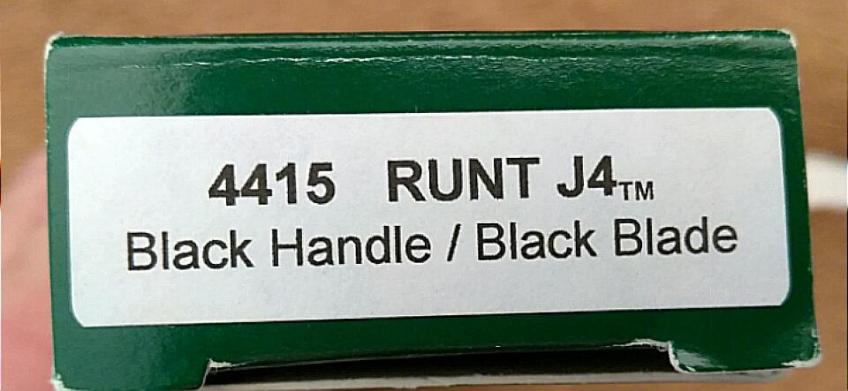 4415 RUNT J4™
Black Handle / Black Blade